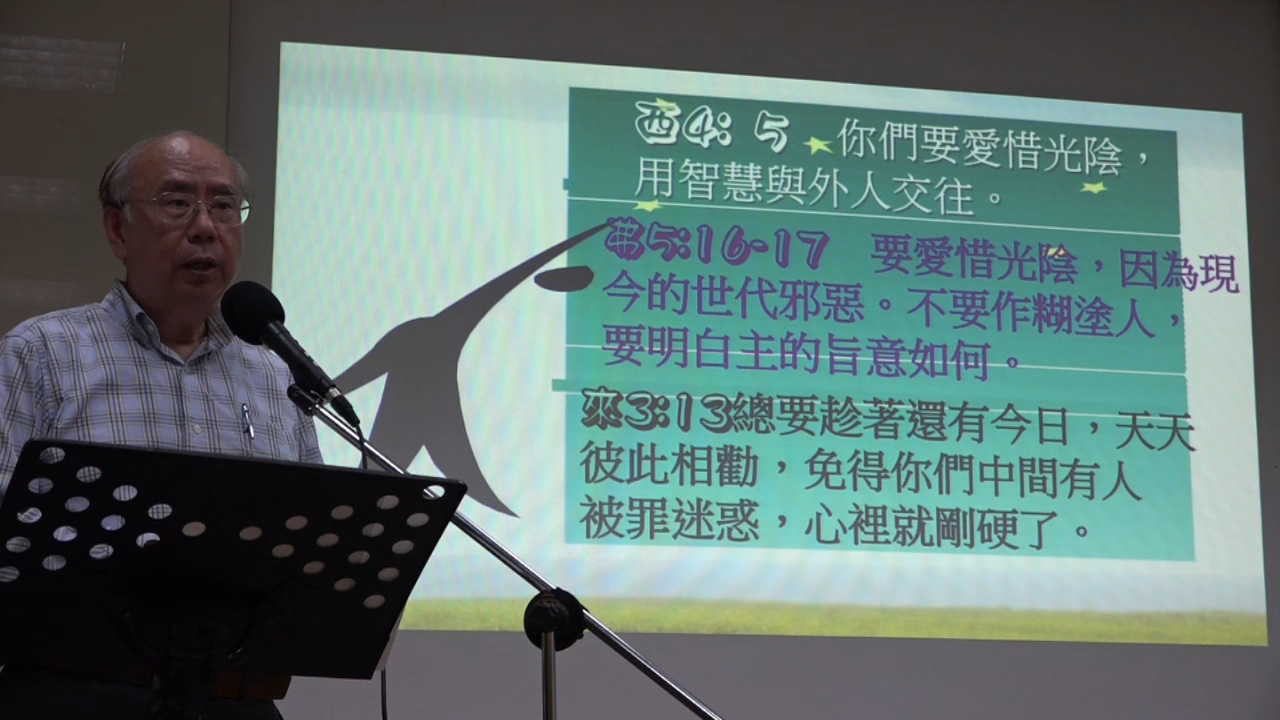 西4: 5 你們要愛惜光陰，
用智慧與外人交往。
弗5:16-17 要愛惜光陰，因為現
今的世代邪惡。不要作糊塗人，
要明白主的旨意如何。
來3:13總要趁著還有今日，天天
彼此相勸，免得你們中間有人
被罪迷惑，心裡就剛硬了。